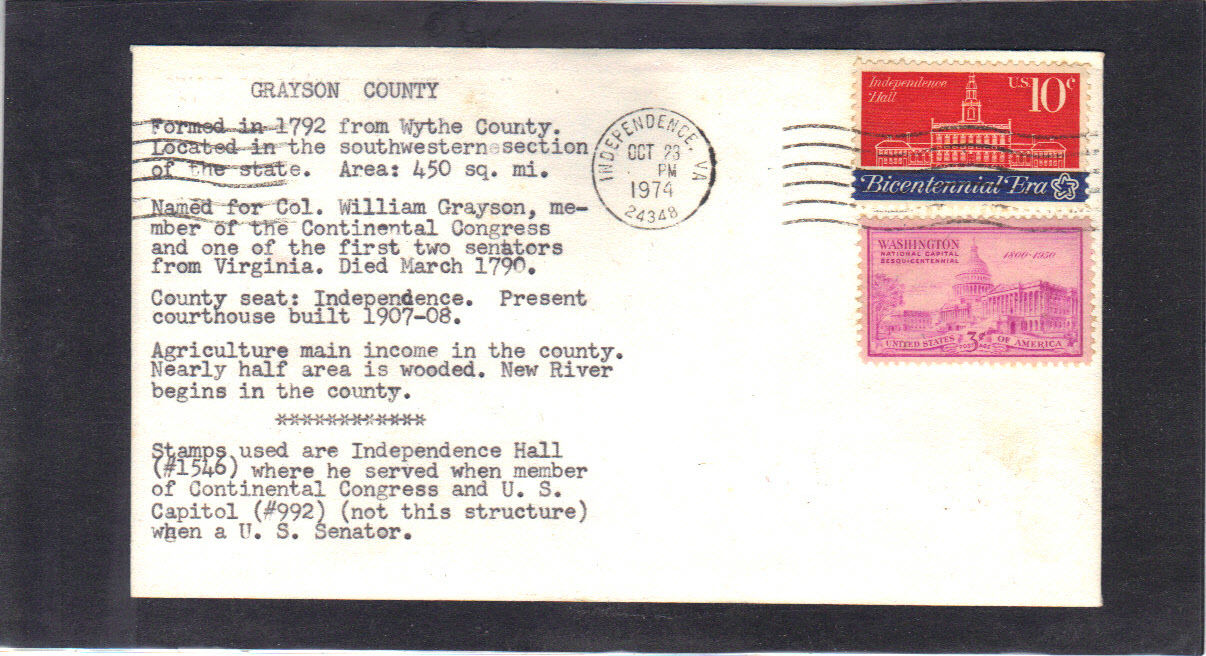 GRAYSON COUNTY
Formed in 1792 from Wythe County.
Located in the southwestern section
of the state. Area: 450 sq. mi.
Named for Col. William Grayson, me-
mber of the Continental Congress
and one of the first two senators
from Virginia. Died March 1790.
County seat: Independence. Present
courthouse built 1907-08.
Agriculture main income in the county.
Nearly half area is wooded. New River
begins in the county.
************
Stamps used are Independence Hall
(#1546) where he served when member
of Continental Congress and U. S.
Capitol (#992) (not this structure)
when a U. S. Senator.
INDEPENDENCE, VA
OCT 23
PM
1974
24348
Independence
Hall
U.S. 10c
Bicentennial Era
WASHINGTON
NATIONAL CAPITAL
SESQUICENTENNIAL
1800-1950
UNITED STATES 3¢ OF AMERICA
POSTAGE